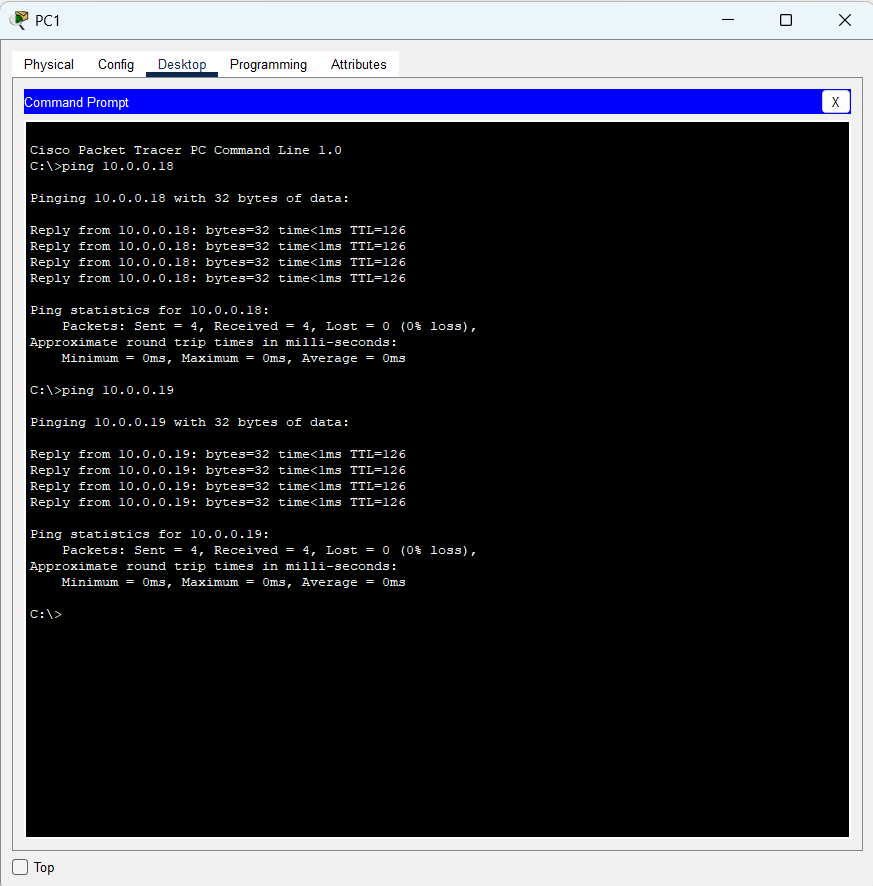 PC1
Physical Config Desktop Programming Attributes
Command Prompt X
Cisco Packet Tracer PC Command Line 1.0
C:\>ping 10.0.0.18
Pinging 10.0.0.18 with 32 bytes of data:
Reply from 10.0.0.18: bytes=32 time<1ms TTL=126
Reply from 10.0.0.18: bytes=32 time<1ms TTL=126
Reply from 10.0.0.18: bytes=32 time<1ms TTL=126
Reply from 10.0.0.18: bytes=32 time<1ms TTL=126
Ping statistics for 10.0.0.18:
Packets: Sent = 4, Received = 4, Lost = 0 (0% loss),
Approximate round trip times in milli-seconds:
Minimum = 0ms, Maximum = 0ms, Average = 0ms
C:\>ping 10.0.0.19
Pinging 10.0.0.19 with 32 bytes of data:
Reply from 10.0.0.19: bytes=32 time<1ms TTL=126
Reply from 10.0.0.19: bytes=32 time<1ms TTL=126
Reply from 10.0.0.19: bytes=32 time<1ms TTL=126
Reply from 10.0.0.19: bytes=32 time<1ms TTL=126
Ping statistics for 10.0.0.19:
Packets: Sent = 4, Received = 4, Lost = 0 (0% loss),
Approximate round trip times in milli-seconds:
Minimum = 0ms, Maximum = 0ms, Average = 0ms
C:\>
Top